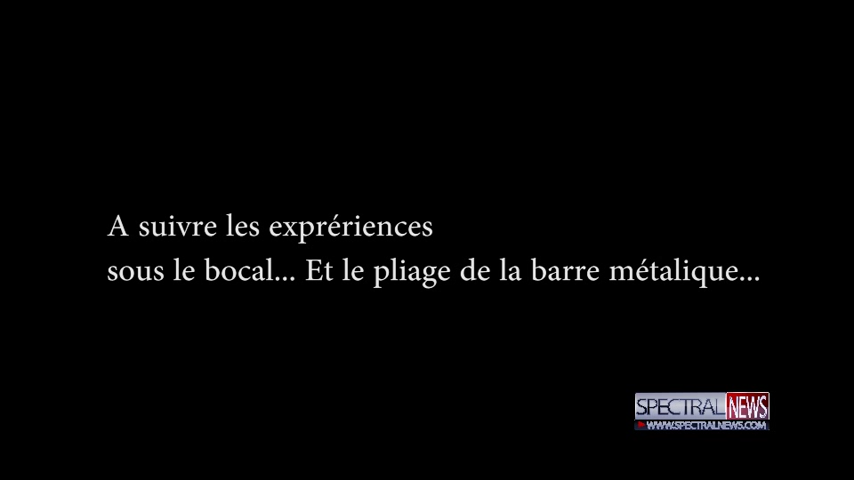 A suivre les exprériences
sous le bocal... Et le pliage de la barre métalique...
SPECTRAL NEWS
WWW.SPECTRALNEWS.COM